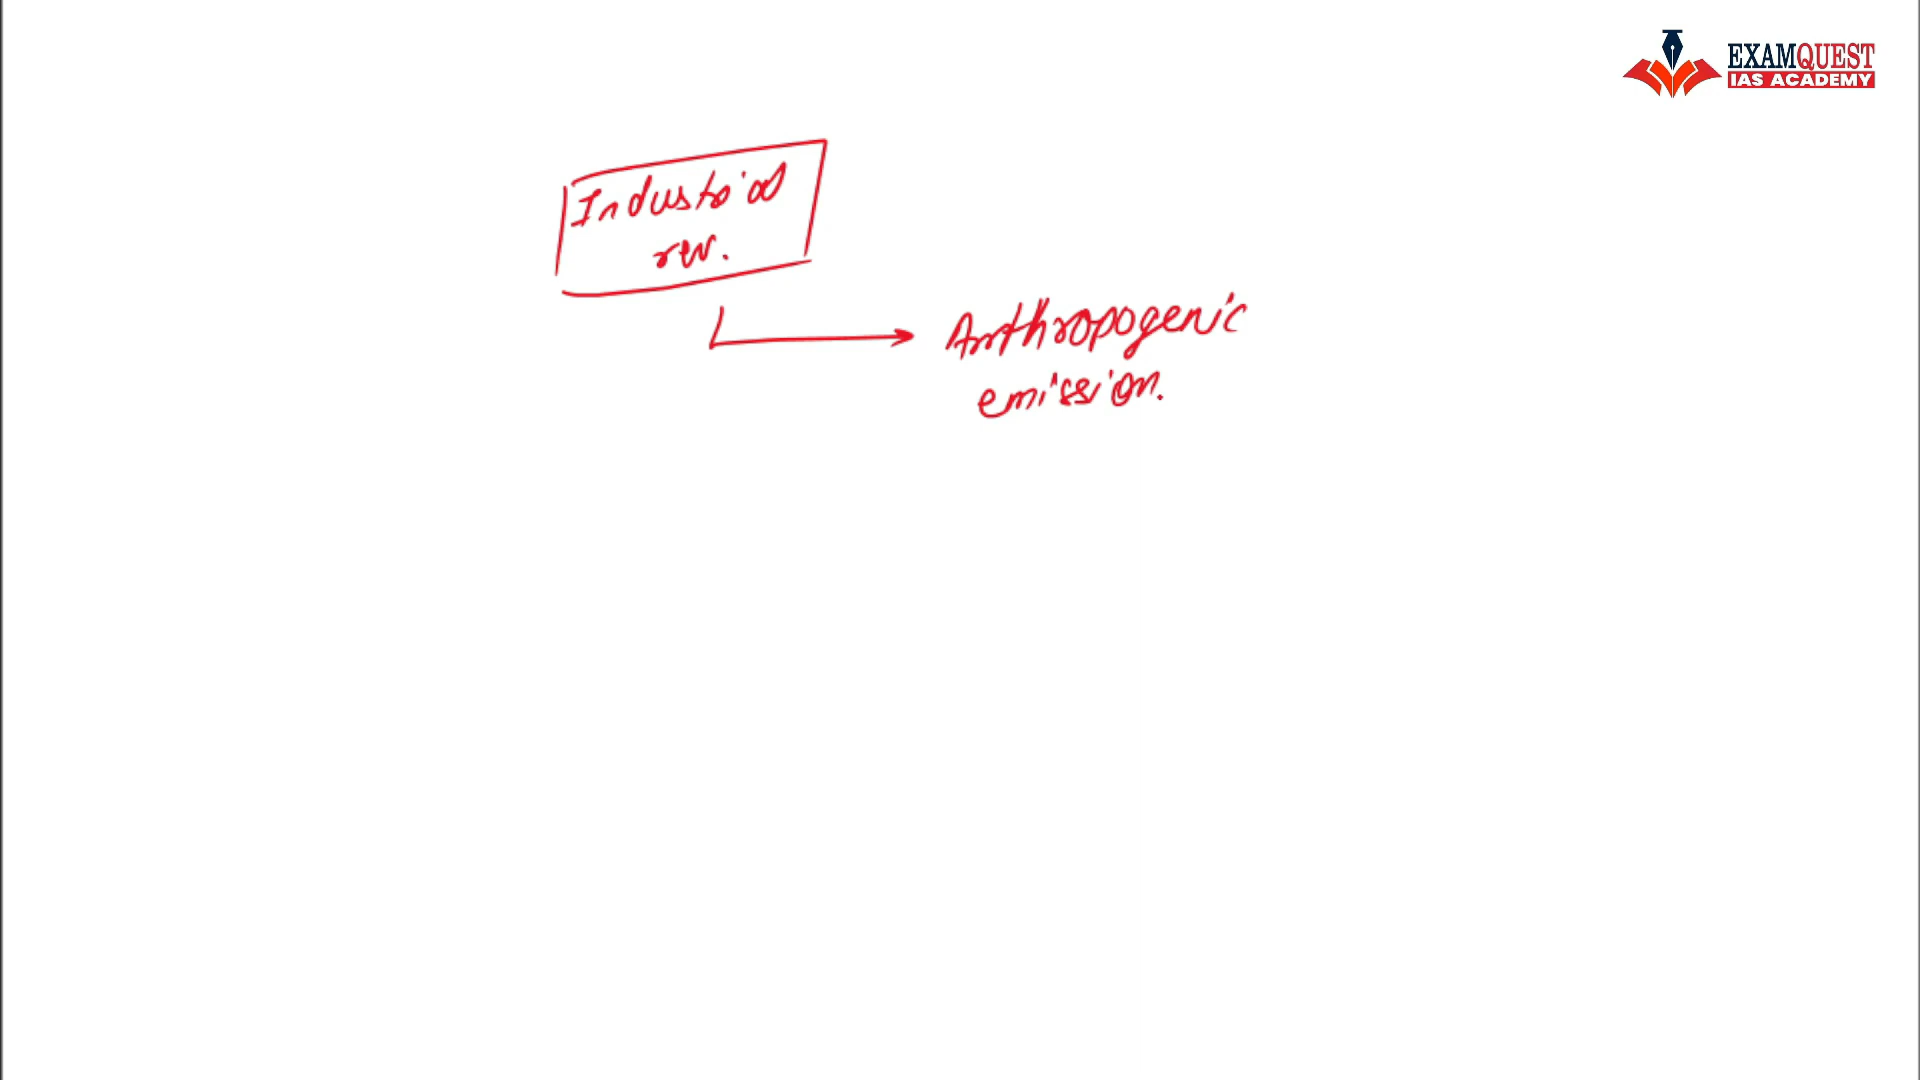 EXAMQUEST
IAS ACADEMY
Industrial
rev.
Anthropogenic
emission.